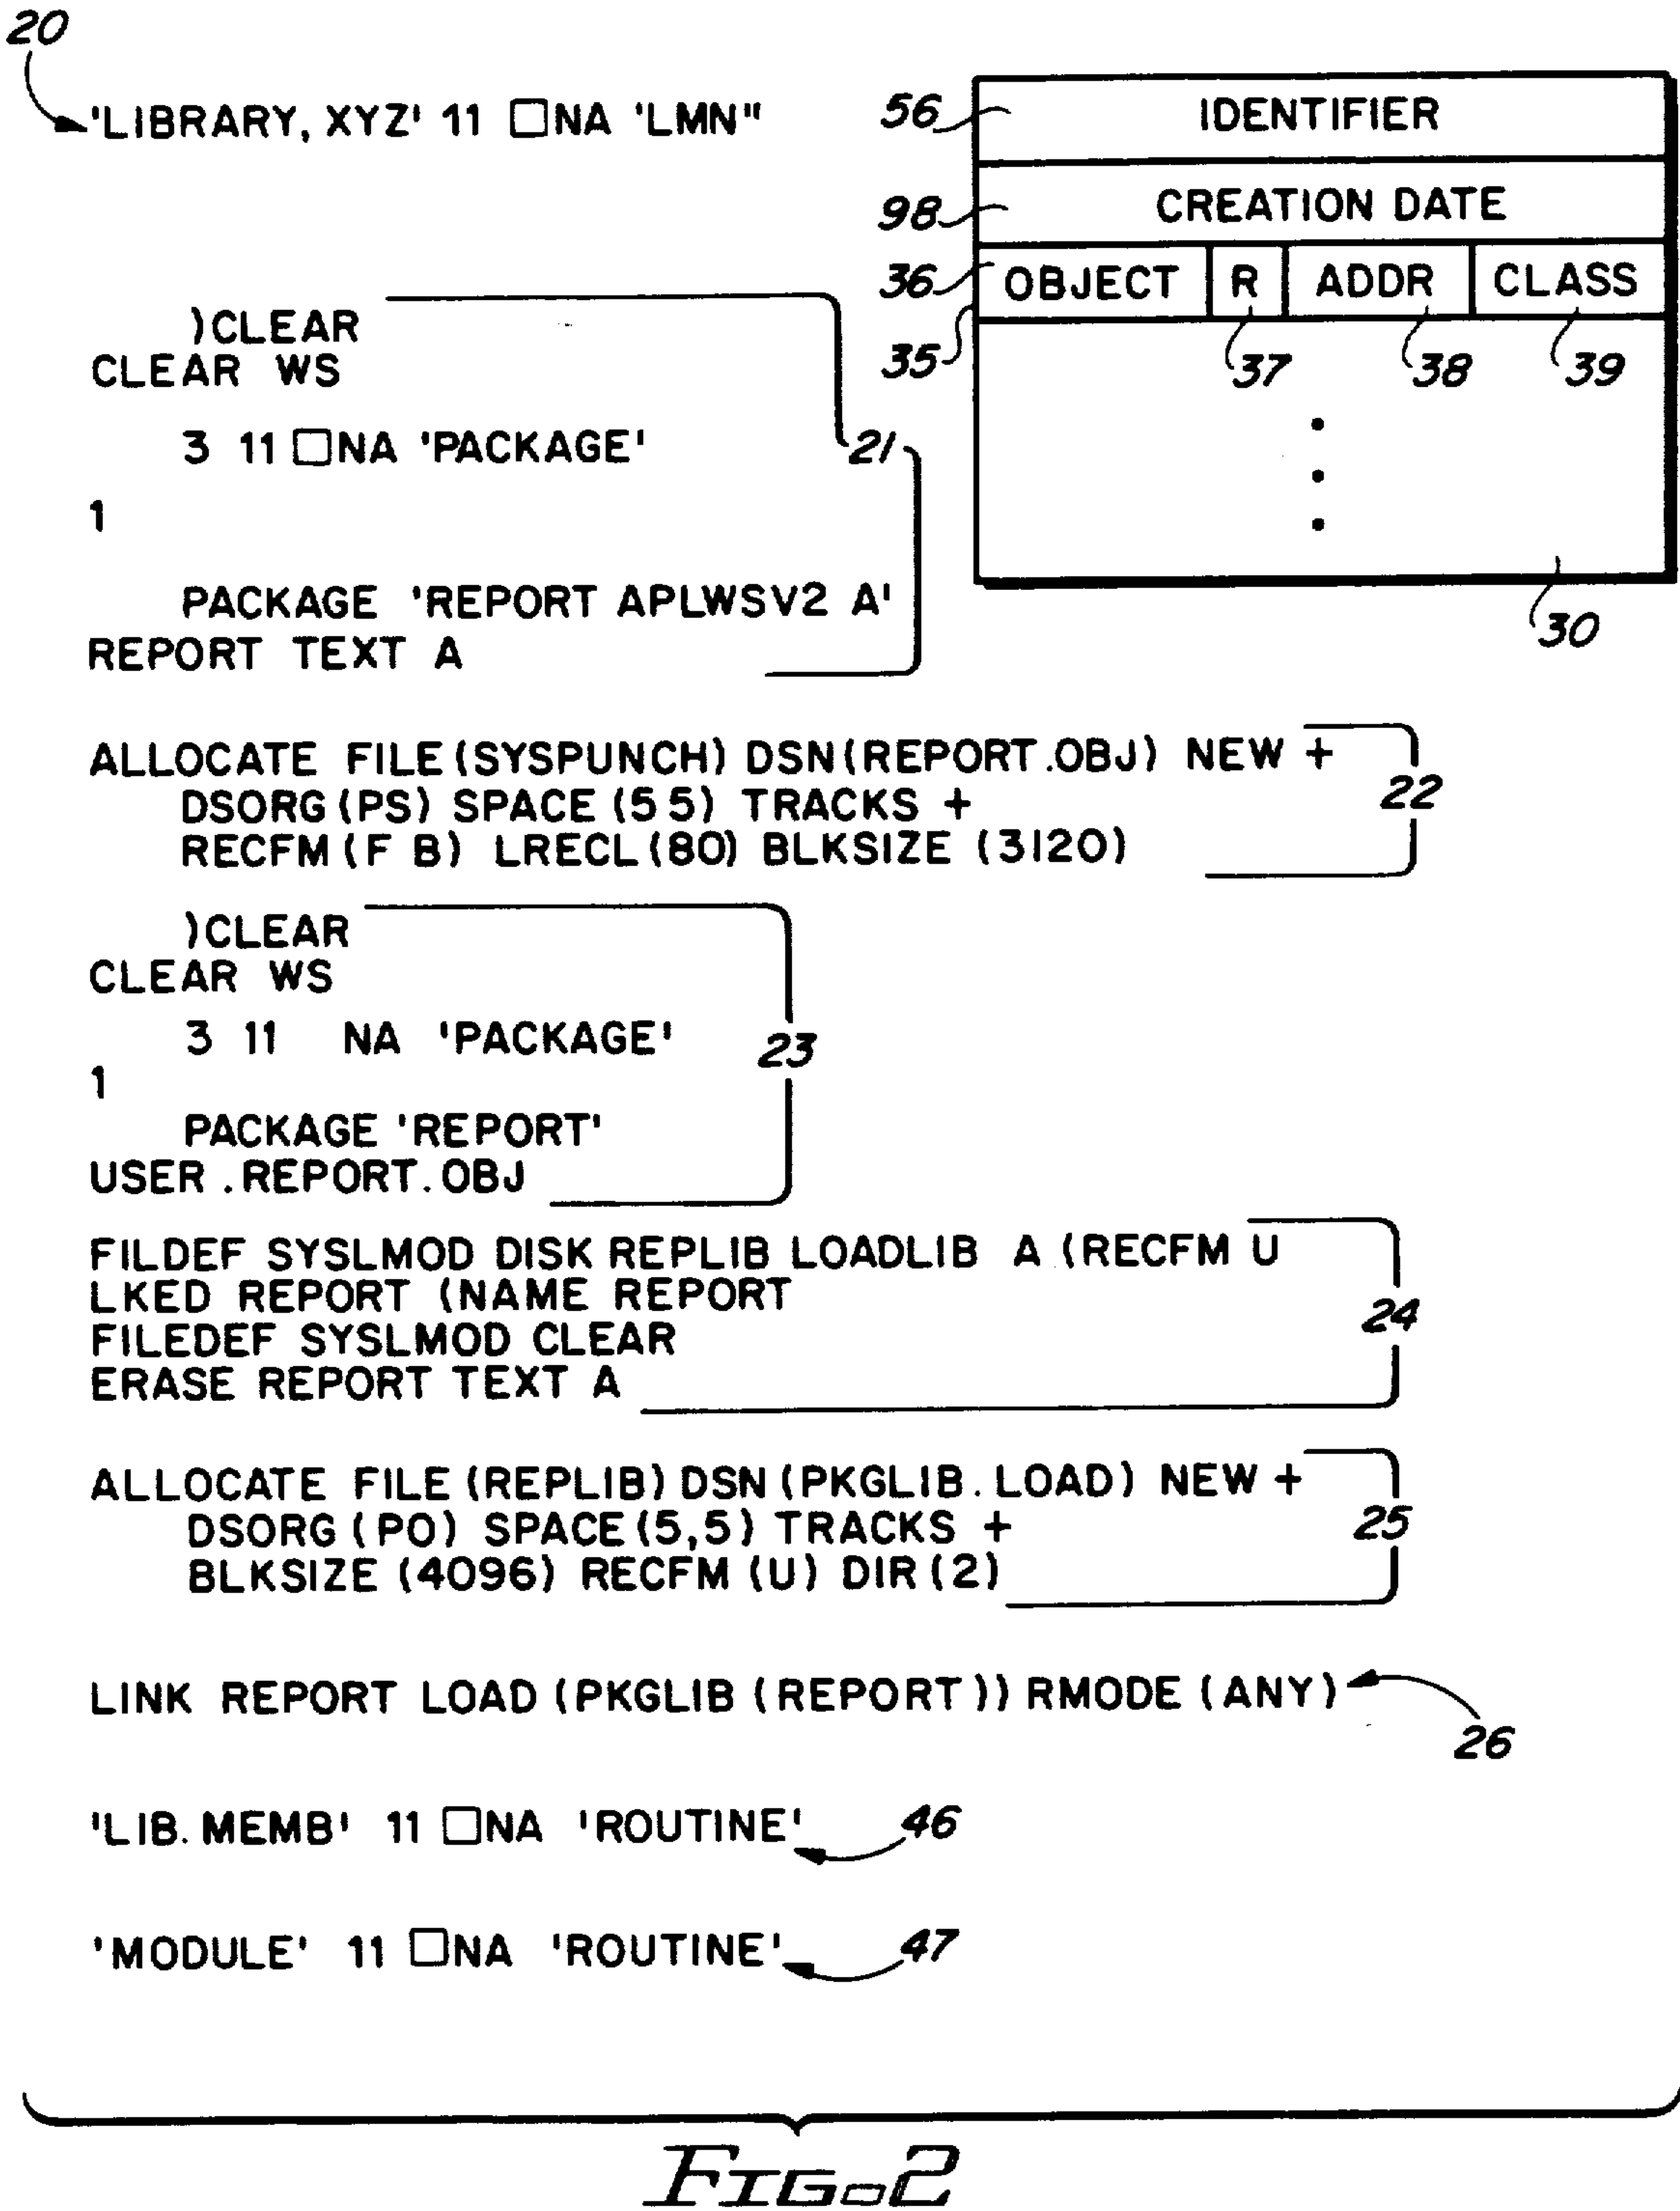 20
'LIBRARY, XYZ' 11 □NA 'LMN"
56 IDENTIFIER
98 CREATION DATE
36 OBJECT R ADDR CLASS
35 37 38 39
30
)CLEAR
CLEAR WS
3 11 □NA 'PACKAGE'
21
1
PACKAGE 'REPORT APLWSV2 A'
REPORT TEXT A
ALLOCATE FILE(SYSPUNCH) DSN(REPORT.OBJ) NEW +
DSORG(PS) SPACE (5 5) TRACKS +
22
RECFM(F B) LRECL(80) BLKSIZE (3120)
)CLEAR
CLEAR WS
3 11 NA 'PACKAGE'
23
1
PACKAGE 'REPORT'
USER.REPORT.OBJ
FILDEF SYSLMOD DISK REPLIB LOADLIB A (RECFM U
LKED REPORT (NAME REPORT
24
FILEDEF SYSLMOD CLEAR
ERASE REPORT TEXT A
ALLOCATE FILE(REPLIB) DSN(PKGLIB.LOAD) NEW +
DSORG(PO) SPACE(5,5) TRACKS +
25
BLKSIZE (4096) RECFM (U) DIR(2)
LINK REPORT LOAD (PKGLIB (REPORT)) RMODE (ANY)
26
'LIB.MEMB' 11 □NA 'ROUTINE' 46
'MODULE' 11 □NA 'ROUTINE' 47
FIG. 2